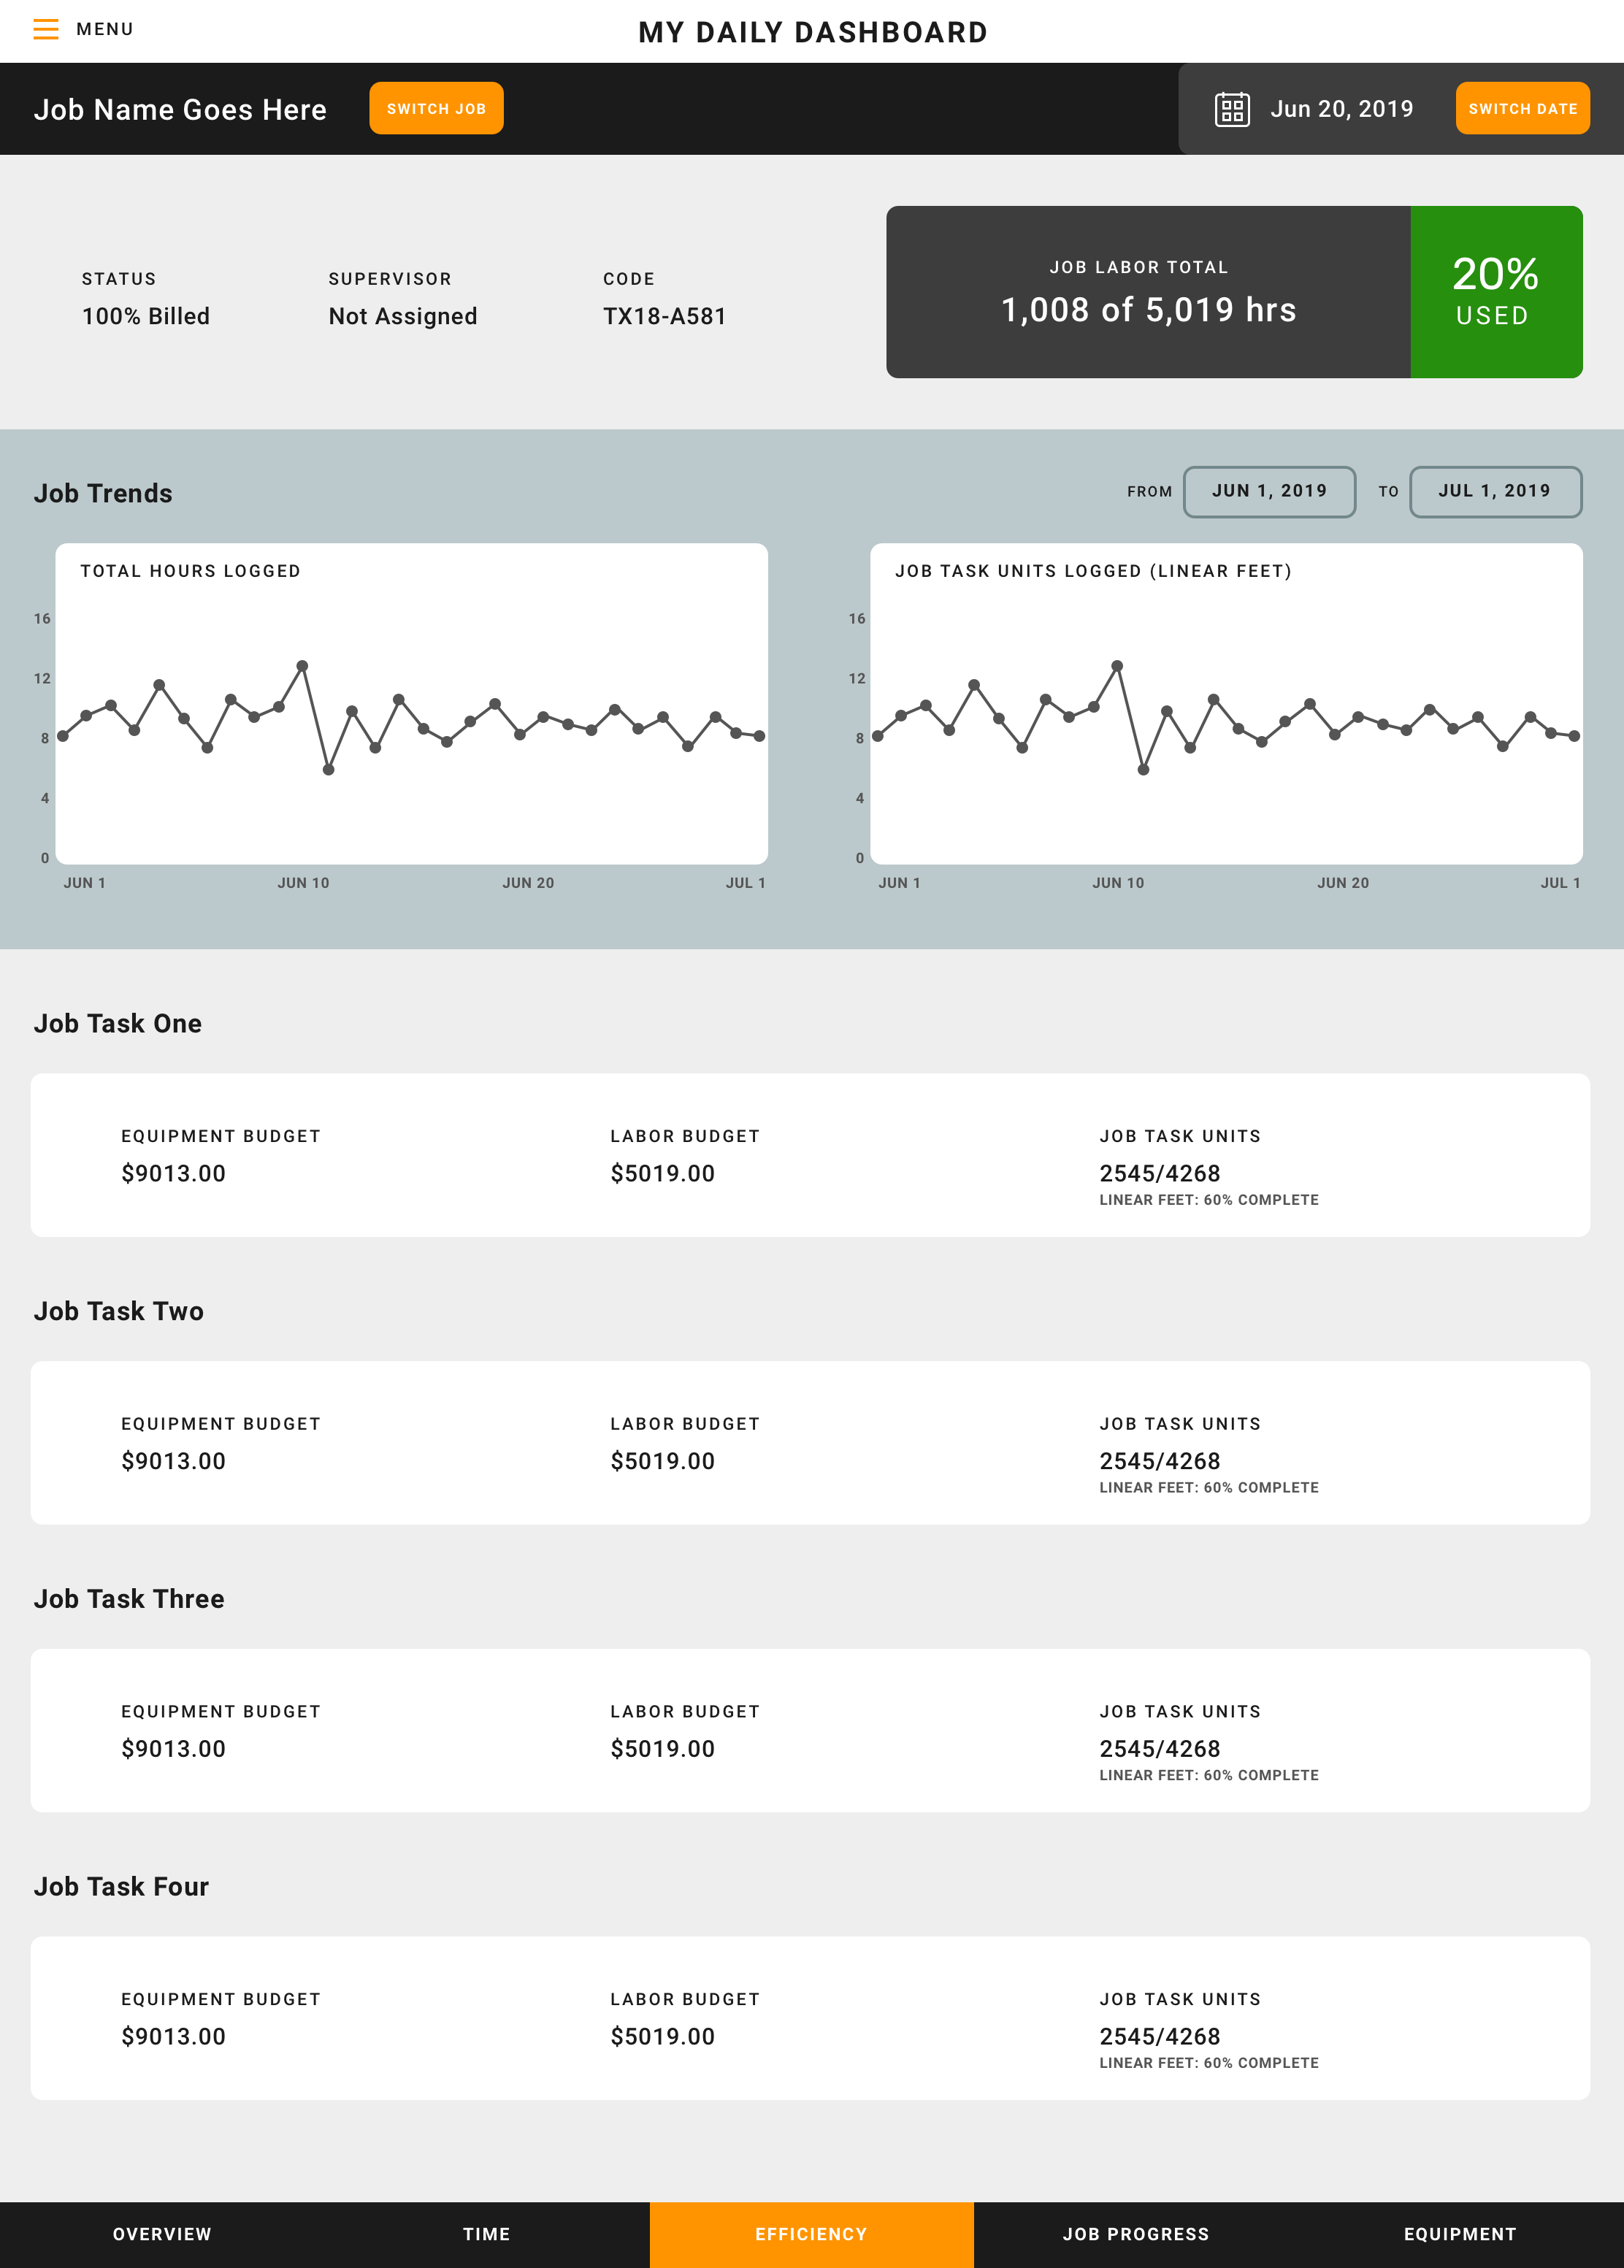 MENU
MY DAILY DASHBOARD
Job Name Goes Here
SWITCH JOB
Jun 20, 2019
SWITCH DATE
STATUS
100% Billed
SUPERVISOR
Not Assigned
CODE
TX18-A581
JOB LABOR TOTAL
1,008 of 5,019 hrs
20%
USED
Job Trends
FROM
JUN 1, 2019
TO
JUL 1, 2019
TOTAL HOURS LOGGED
16
12
8
4
0
JUN 1
JUN 10
JUN 20
JUL 1
JOB TASK UNITS LOGGED (LINEAR FEET)
16
12
8
4
0
JUN 1
JUN 10
JUN 20
JUL 1
Job Task One
EQUIPMENT BUDGET
$9013.00
LABOR BUDGET
$5019.00
JOB TASK UNITS
2545/4268
LINEAR FEET: 60% COMPLETE
Job Task Two
EQUIPMENT BUDGET
$9013.00
LABOR BUDGET
$5019.00
JOB TASK UNITS
2545/4268
LINEAR FEET: 60% COMPLETE
Job Task Three
EQUIPMENT BUDGET
$9013.00
LABOR BUDGET
$5019.00
JOB TASK UNITS
2545/4268
LINEAR FEET: 60% COMPLETE
Job Task Four
EQUIPMENT BUDGET
$9013.00
LABOR BUDGET
$5019.00
JOB TASK UNITS
2545/4268
LINEAR FEET: 60% COMPLETE
OVERVIEW
TIME
EFFICIENCY
JOB PROGRESS
EQUIPMENT